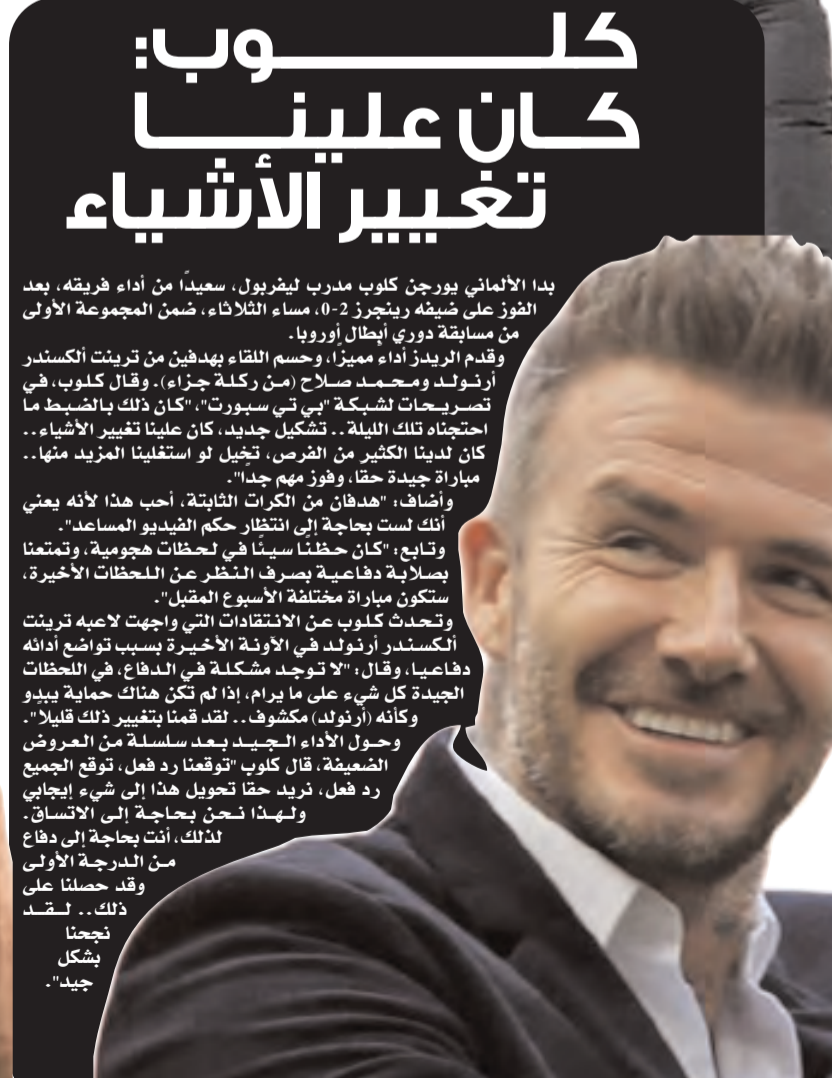 كلوب:
كان علينا
تغيير الأشياء
بدا الألماني يورجن كلوب مدرب ليفربول، سعيدًا من أداء فريقه، بعد
الفوز على ضيفه رينجرز 2-0، مساء الثلاثاء، ضمن المجموعة الأولى
من مسابقة دوري أبطال أوروبا.
وقدم الريدز أداء مميزًا، وحسم اللقاء بهدفين من ترينت ألكسندر
أرنولد ومحمد صلاح (من ركلة جزاء). وقال كلوب، في
تصريحات لشبكة "بي تي سبورت"، "كان ذلك بالضبط ما
احتجناه تلك الليلة.. تشكيل جديد، كان علينا تغيير الأشياء..
كان لدينا الكثير من الفرص، تخيل لو استغلينا المزيد منها..
مباراة جيدة حقا، وفوز مهم جدًا".
وأضاف: "هدفان من الكرات الثابتة، أحب هذا لأنه يعني
أنك لست بحاجة إلى انتظار حكم الفيديو المساعد".
وتابع: "كان حظنًا سيئًا في لحظات هجومية، وتمتعنا
بصلابة دفاعية بصرف النظر عن اللحظات الأخيرة،
ستكون مباراة مختلفة الأسبوع المقبل".
وتحدث كلوب عن الانتقادات التي واجهت لاعبه ترينت
ألكسندر أرنولد في الآونة الأخيرة بسبب تواضع أدائه
دفاعيا، وقال: "لا توجد مشكلة في الدفاع، في اللحظات
الجيدة كل شيء على ما يرام، إذا لم تكن هناك حماية يبدو
وكأنه (أرنولد) مكشوف.. لقد قمنا بتغيير ذلك قليلًا".
وحول الأداء الجيد بعد سلسلة من العروض
الضعيفة، قال كلوب "توقعنا رد فعل، توقع الجميع
رد فعل، نريد حقا تحويل هذا إلى شيء إيجابي
ولهذا نحن بحاجة إلى الاتساق.
لذلك، أنت بحاجة إلى دفاع
من الدرجة الأولى
وقد حصلنا على
ذلك.. لقد
نجحنا
بشكل
جيد".